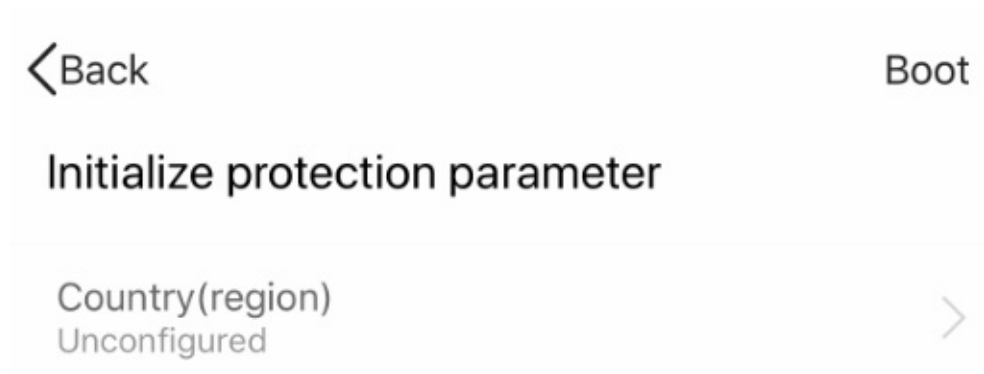 Back
Boot
Initialize protection parameter
Country(region)
Unconfigured